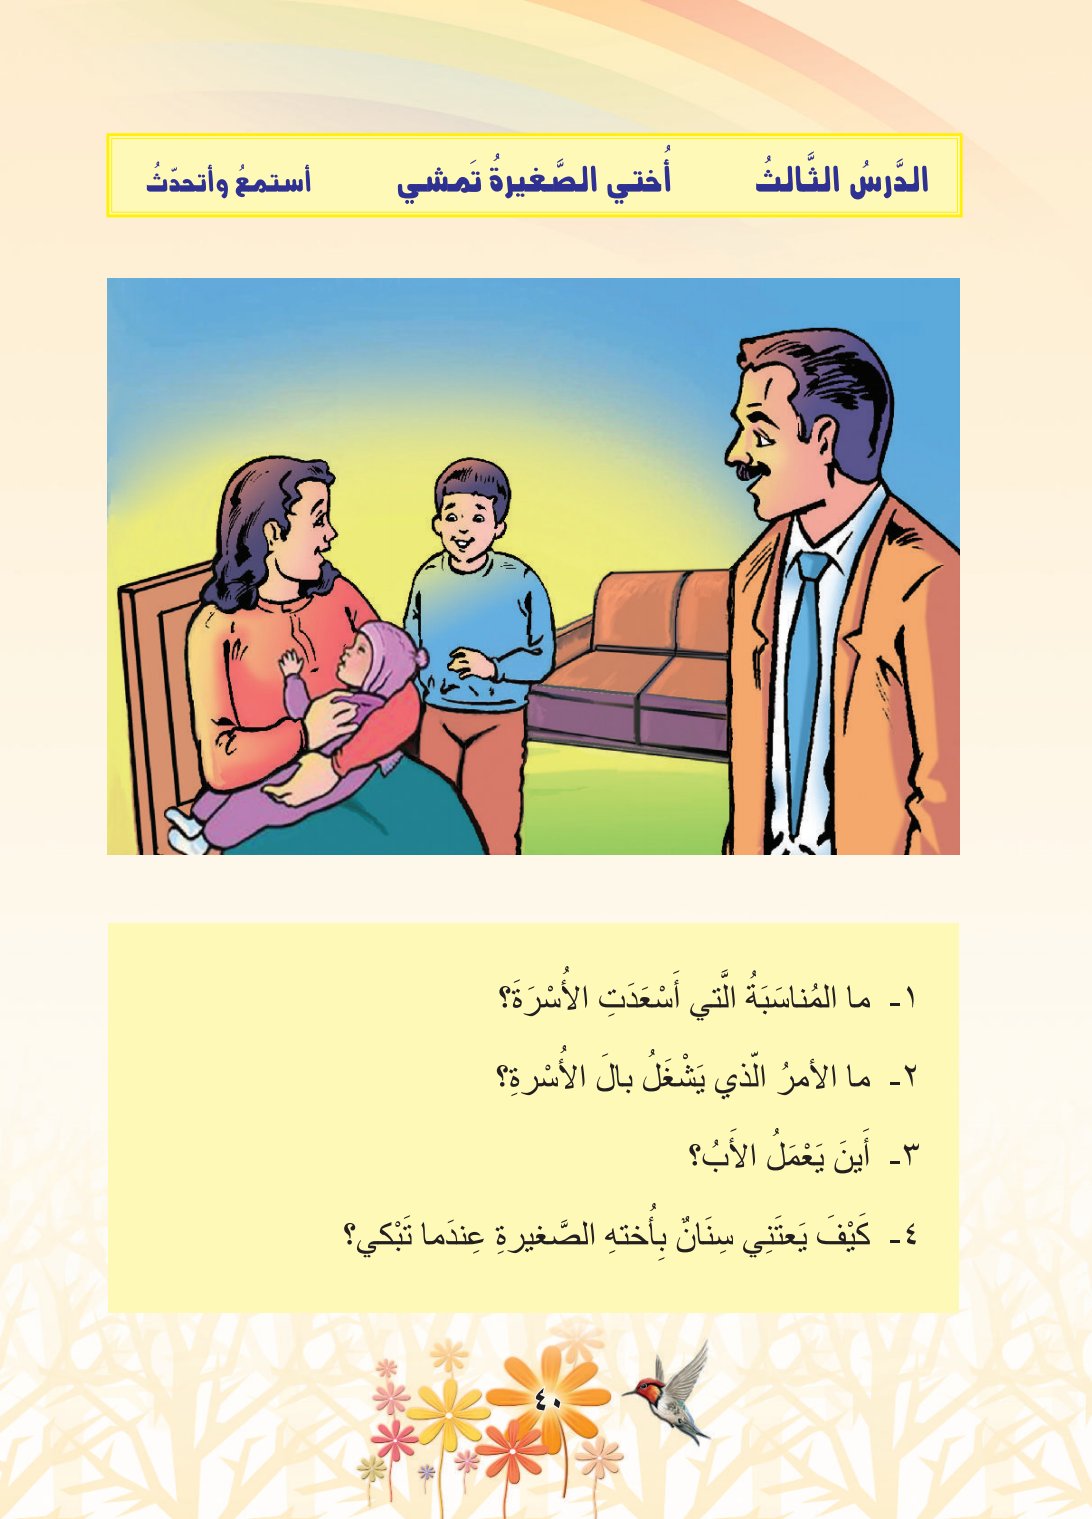 الدَّرسُ الثَّالثُ أُختي الصَّغيرةُ تَمشي أستمعُ وأتحدّثُ
١- ما المُناسَبَةُ الَّتي أَسْعَدَتِ الأُسْرَةَ؟
٢- ما الأمرُ الّذي يَشْغَلُ بالَ الأُسْرةِ؟
٣- أَينَ يَعْمَلُ الأَبُ؟
٤- كَيْفَ يَعتَنِي سِنَانٌ بِأُختهِ الصَّغيرةِ عِندَما تَبْكي؟
٤٠